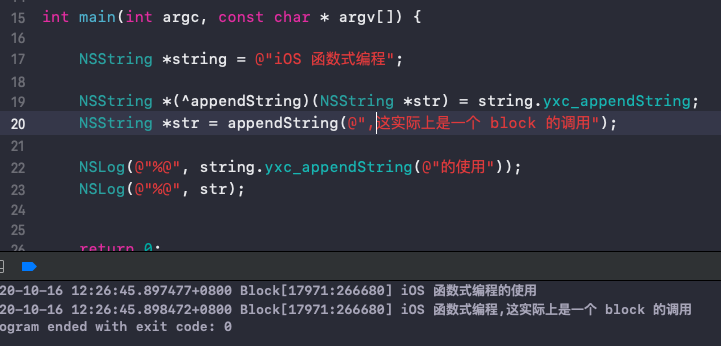 15 int main(int argc, const char * argv[]) {
16
17 NSString *string = @"iOS 函数式编程";
18
19 NSString *(^appendString)(NSString *str) = string.yxc_appendString;
20 NSString *str = appendString(@",这实际上是一个 block 的调用");
21
22 NSLog(@"%@", string.yxc_appendString(@"的使用"));
23 NSLog(@"%@", str);
24
25
26 return 0;
20-10-16 12:26:45.897477+0800 Block[17971:266680] iOS 函数式编程的使用
20-10-16 12:26:45.898472+0800 Block[17971:266680] iOS 函数式编程,这实际上是一个 block 的调用
ogram ended with exit code: 0